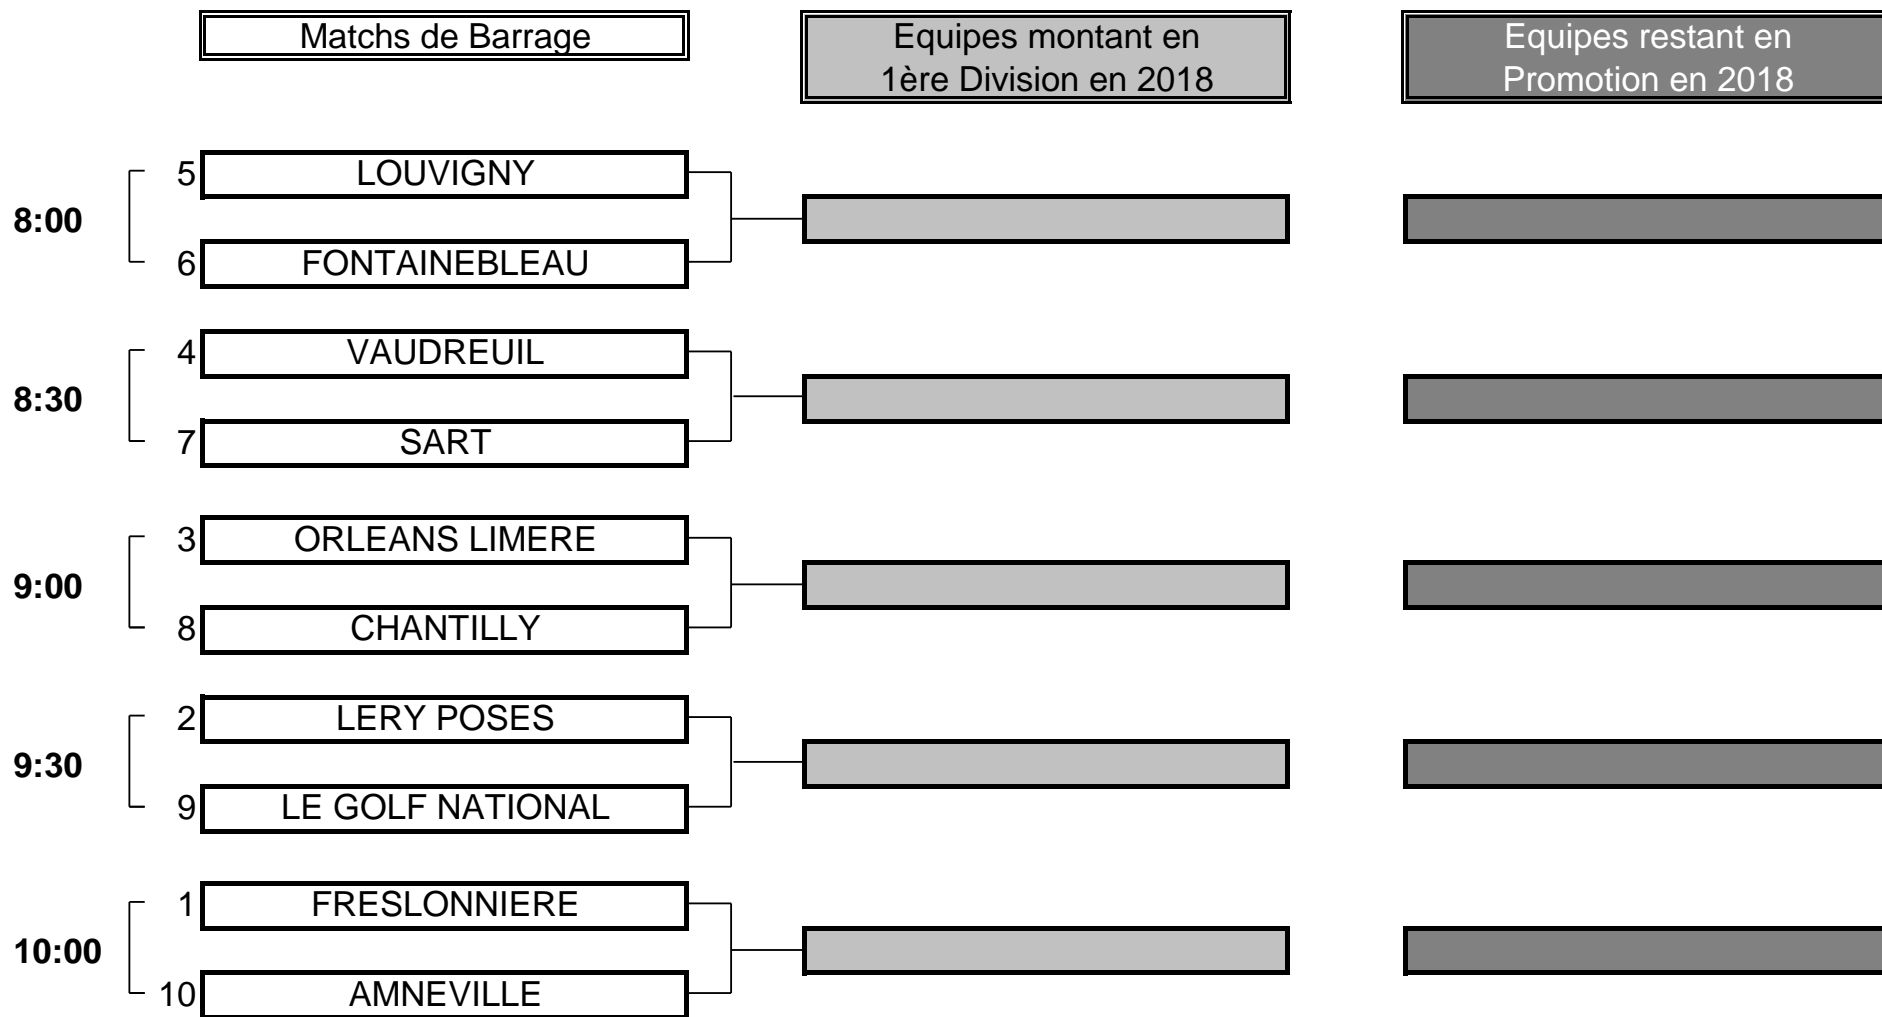 Matchs de Barrage
Equipes montant en
1ère Division en 2018
Equipes restant en
Promotion en 2018
5 LOUVIGNY
8:00
6 FONTAINEBLEAU
4 VAUDREUIL
8:30
7 SART
3 ORLEANS LIMERE
9:00
8 CHANTILLY
2 LERY POSES
9:30
9 LE GOLF NATIONAL
1 FRESLONNIERE
10:00
10 AMNEVILLE